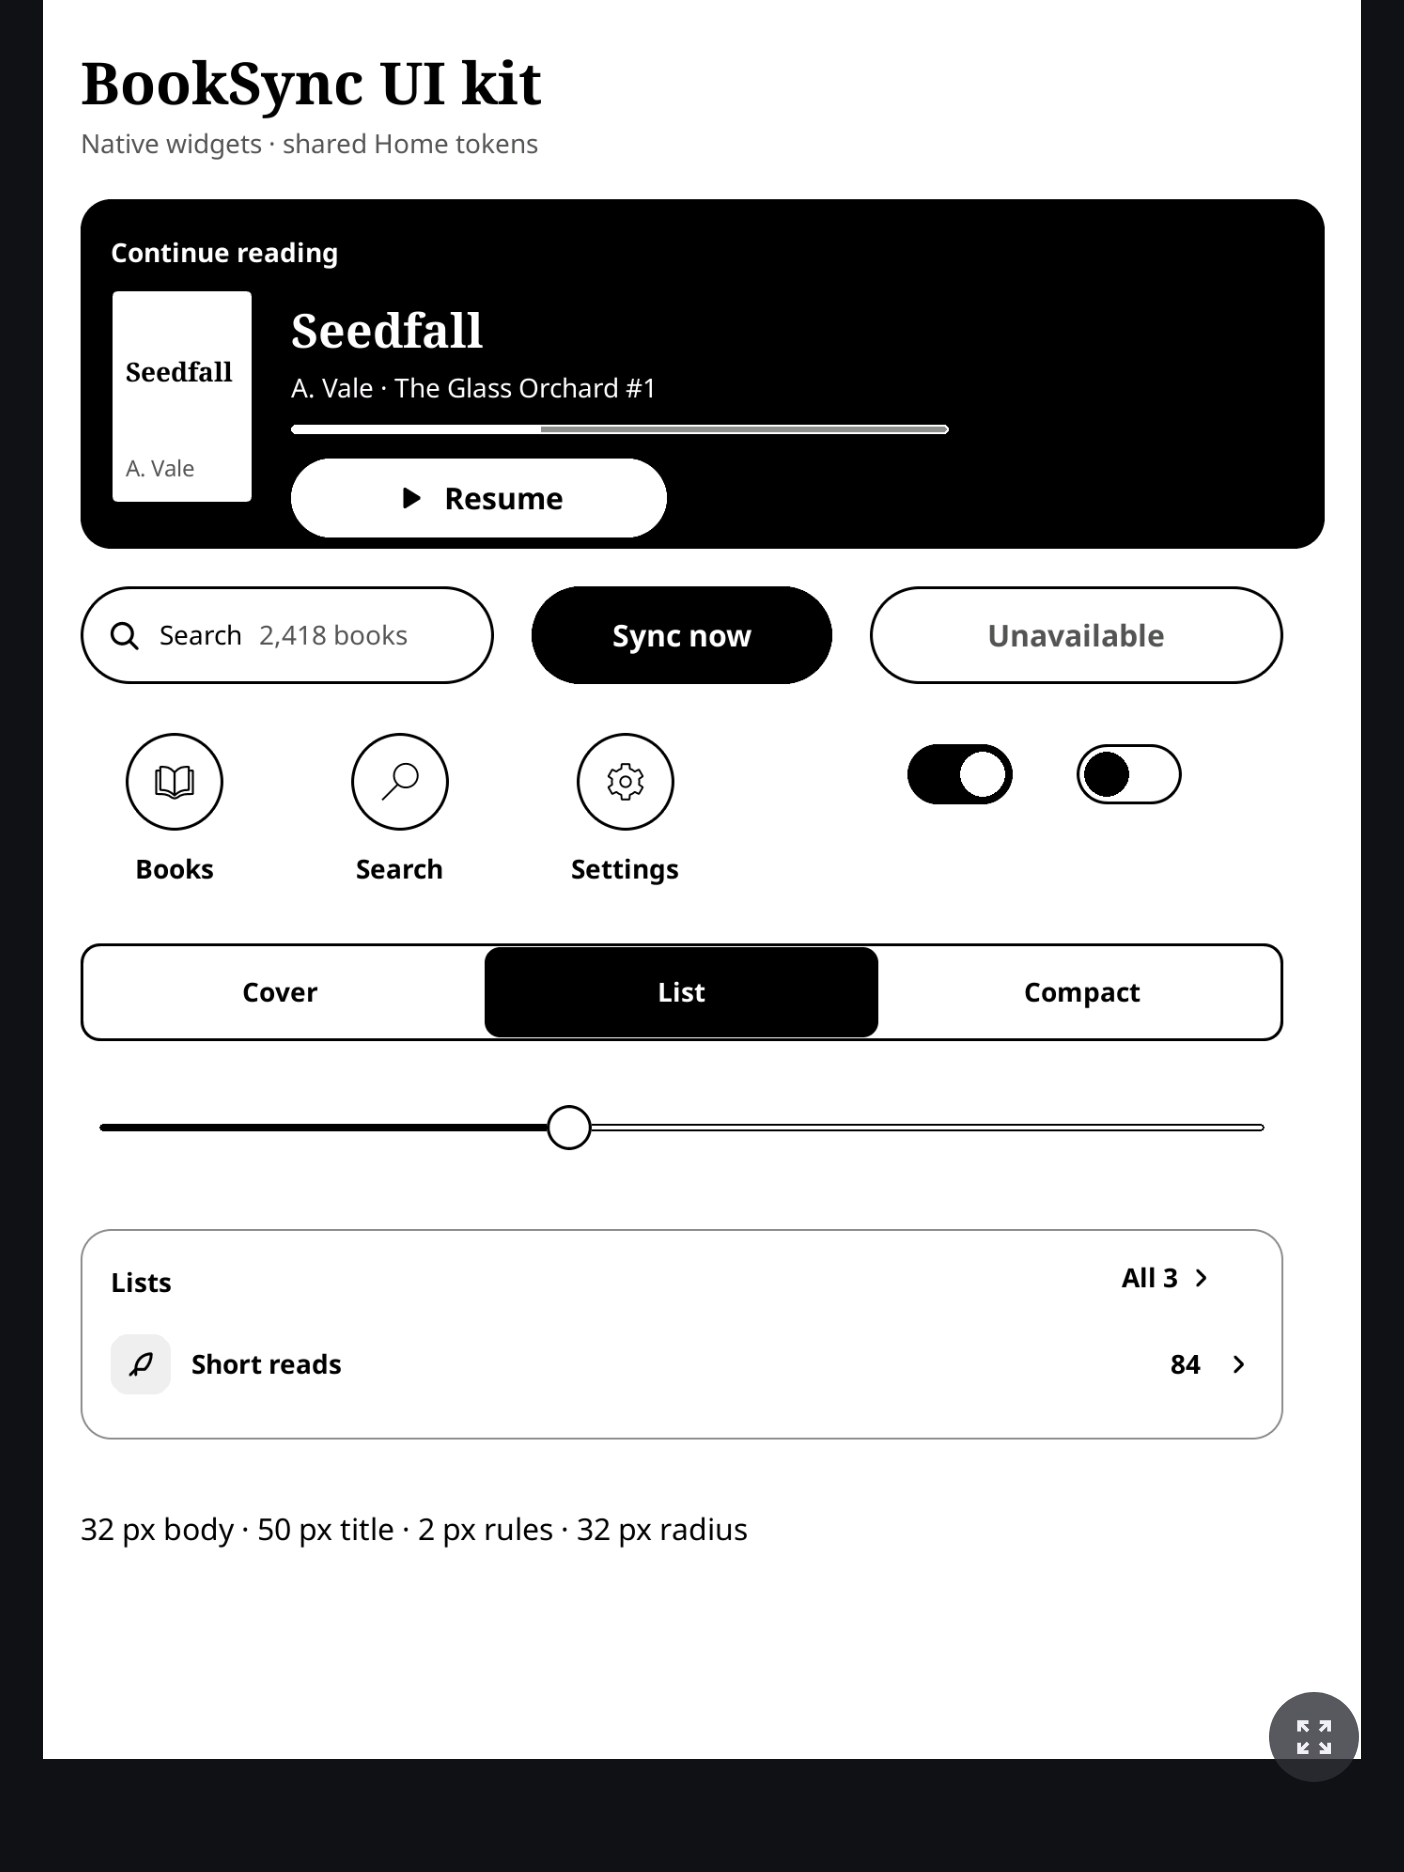 BookSync UI kit
Native widgets · shared Home tokens
Continue reading
Seedfall
A. Vale
Seedfall
A. Vale · The Glass Orchard #1
Resume
Search 2,418 books
Sync now
Unavailable
Books
Search
Settings
Cover
List
Compact
Lists
All 3
Short reads
84
32 px body · 50 px title · 2 px rules · 32 px radius